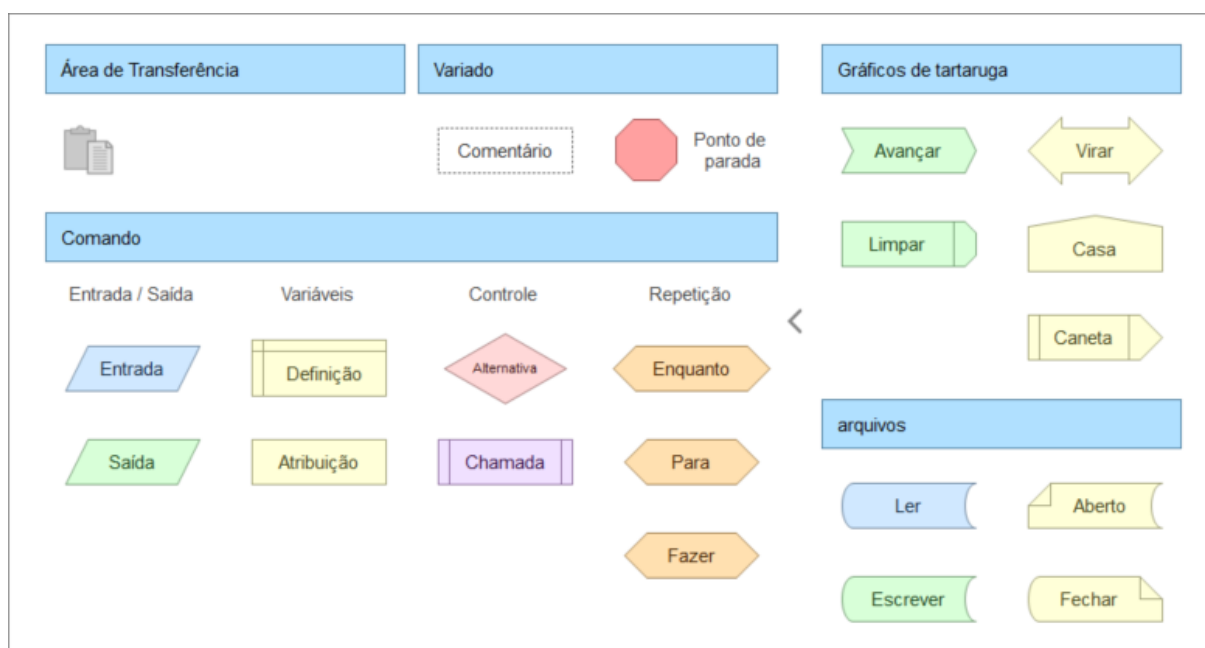 Área de Transferência
Variado
Comentário
Ponto de
parada
Comando
Entrada / Saída
Variáveis
Controle
Repetição
Entrada
Definição
Alternativa
Enquanto
Saída
Atribuição
Chamada
Para
Fazer
Gráficos de tartaruga
Avançar
Virar
Limpar
Casa
Caneta
arquivos
Ler
Aberto
Escrever
Fechar